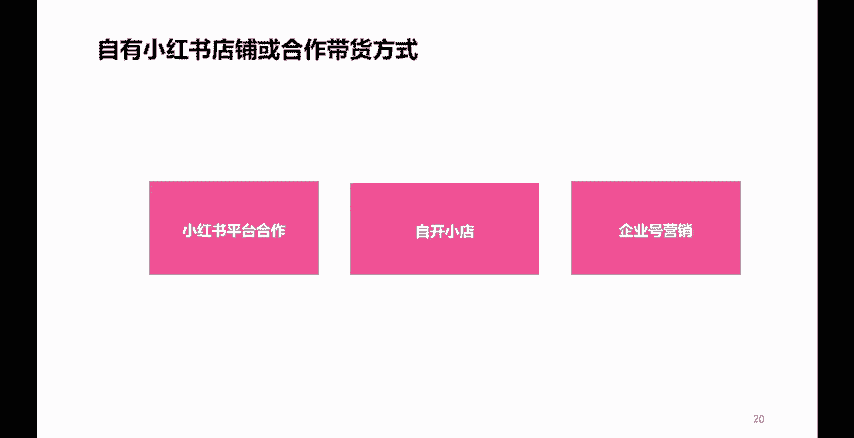 自有小红书店铺或合作带货方式
小红书平台合作
自开小店
企业号营销
20